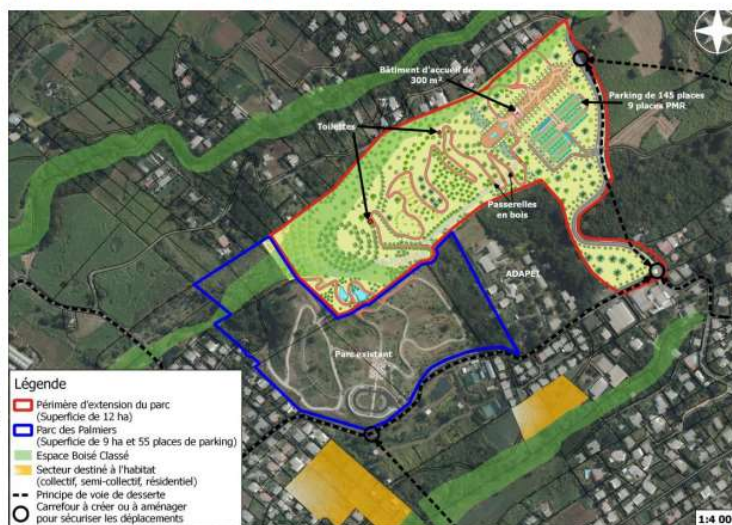 Bâtiment d'accueil de
300 m²
Parking de 145 places
9 places PMR
Toilettes
Passerelles
en bois
ADAPEI
Parc existant
Légende
Périmère d'extension du parc
(Superficie de 12 ha)
Parc des Palmiers
(Superficie de 9 ha et 55 places de parking)
Espace Boisé Classé
Secteur destiné à l'habitat
(collectif, semi-collectif, résidentiel)
Principe de voie de desserte
Carrefour à créer ou à aménager
pour sécuriser les déplacements
1:4 00